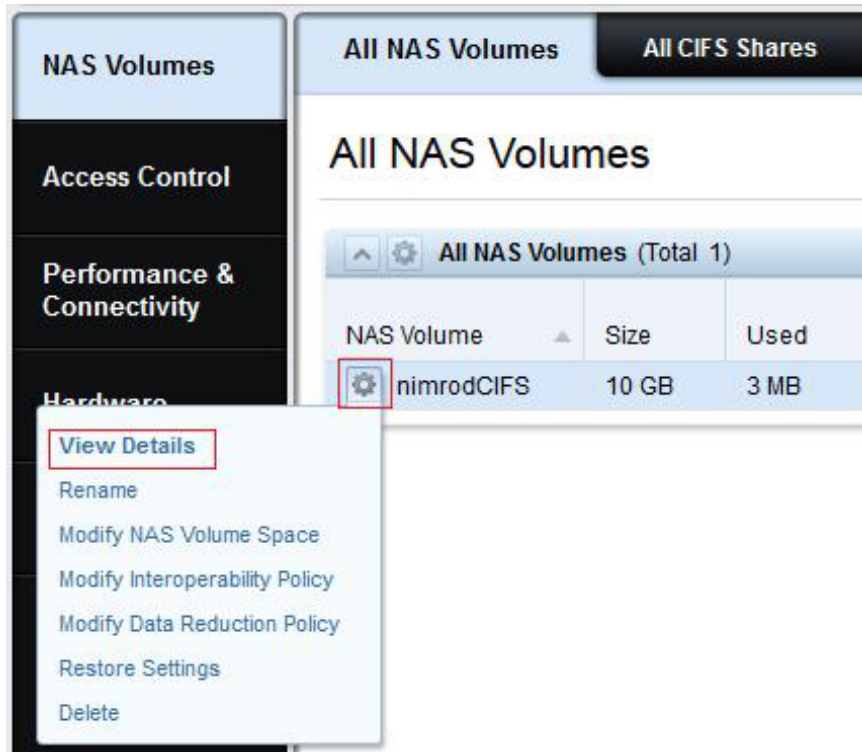 NAS Volumes
All NAS Volumes
All CIFS Shares
Access Control
All NAS Volumes
All NAS Volumes (Total 1)
Performance &
Connectivity
NAS Volume Size Used
nimrodCIFS 10 GB 3 MB
Hardware
View Details
Rename
Modify NAS Volume Space
Modify Interoperability Policy
Modify Data Reduction Policy
Restore Settings
Delete